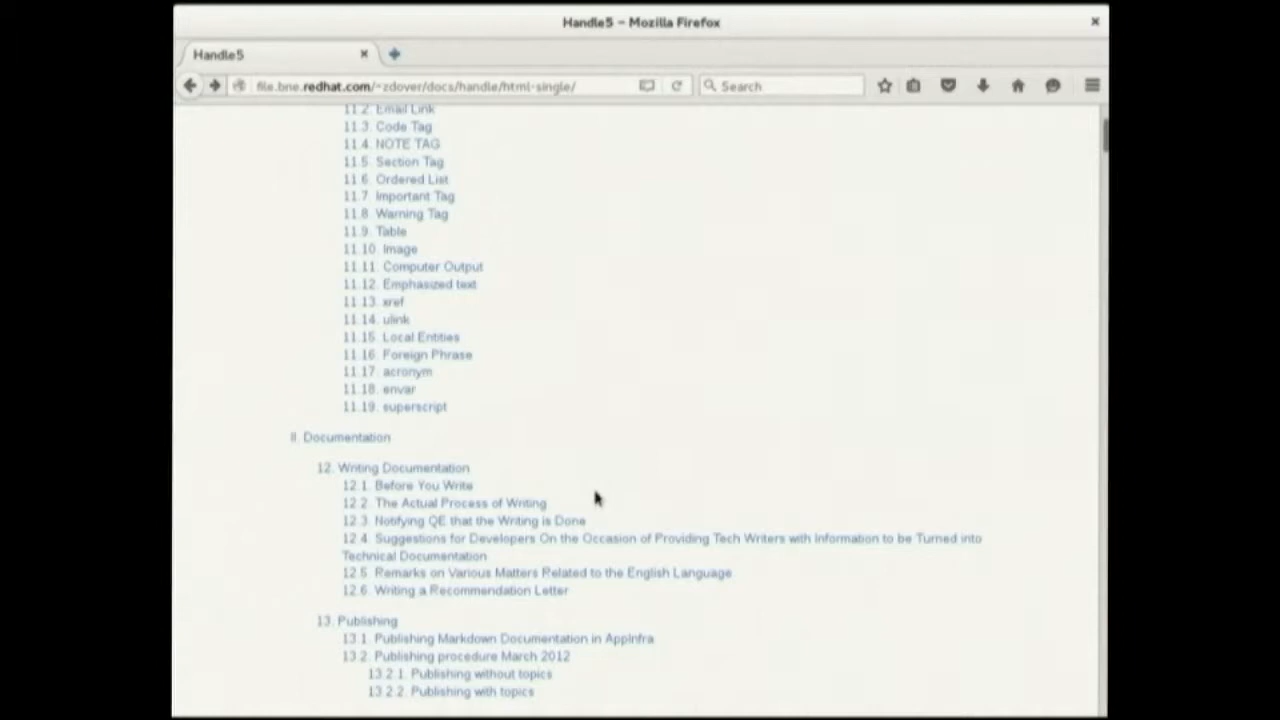 Handle5 – Mozilla Firefox
Handle5
file.bne.redhat.com/~zdover/docs/handle/html-single/
Search
11.2. Email Link
11.3. Code Tag
11.4. NOTE TAG
11.5. Section Tag
11.6. Ordered List
11.7. Important Tag
11.8. Warning Tag
11.9. Table
11.10. Image
11.11. Computer Output
11.12. Emphasized text
11.13. xref
11.14. ulink
11.15. Local Entities
11.16. Foreign Phrase
11.17. acronym
11.18. envar
11.19. superscript
II. Documentation
12. Writing Documentation
12.1. Before You Write
12.2. The Actual Process of Writing
12.3. Notifying QE that the Writing is Done
12.4. Suggestions for Developers On the Occasion of Providing Tech Writers with Information to be Turned into
Technical Documentation
12.5. Remarks on Various Matters Related to the English Language
12.6. Writing a Recommendation Letter
13. Publishing
13.1. Publishing Markdown Documentation in AppInfra
13.2. Publishing procedure March 2012
13.2.1. Publishing without topics
13.2.2. Publishing with topics